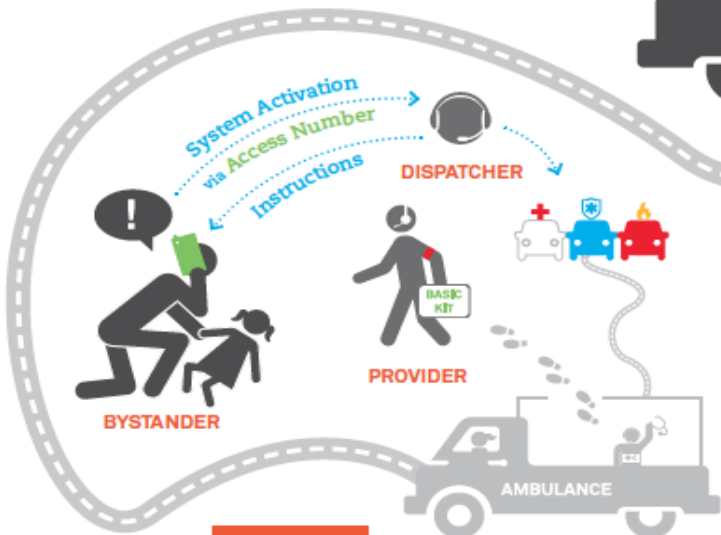 System Activation
via Access Number
Instructions
DISPATCHER
!
BASIC
KIT
PROVIDER
BYSTANDER
AMBULANCE